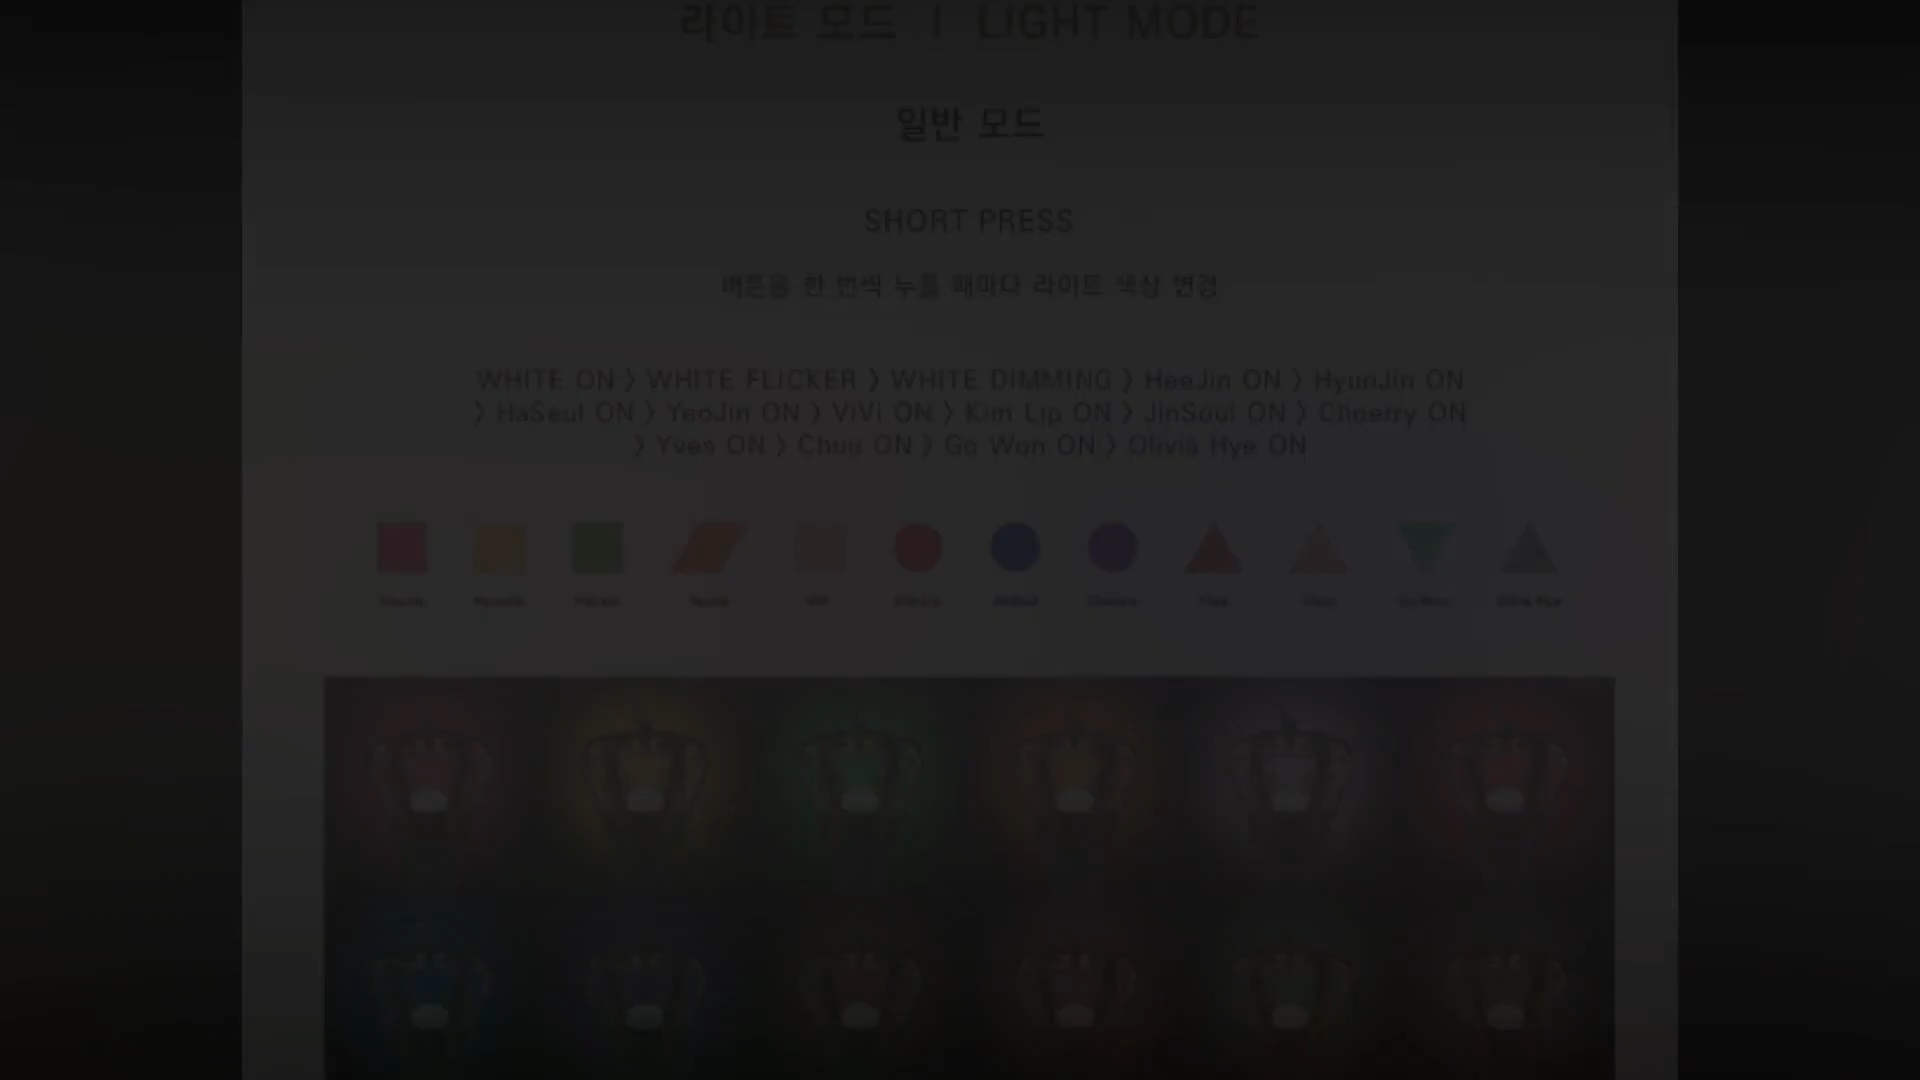 라이트 모드 | LIGHT MODE
일반 모드
SHORT PRESS
버튼을 한 번씩 누를 때마다 라이트 색상 변경
WHITE ON 〉 WHITE FLICKER 〉 WHITE DIMMING 〉 HeeJin ON 〉 HyunJin ON
〉 HaSeul ON 〉 YeoJin ON 〉 ViVi ON 〉 Kim Lip ON 〉 JinSoul ON 〉 Choerry ON
〉 Yves ON 〉 Chuu ON 〉 Go Won ON 〉 Olivia Hye ON
Olivia Hye